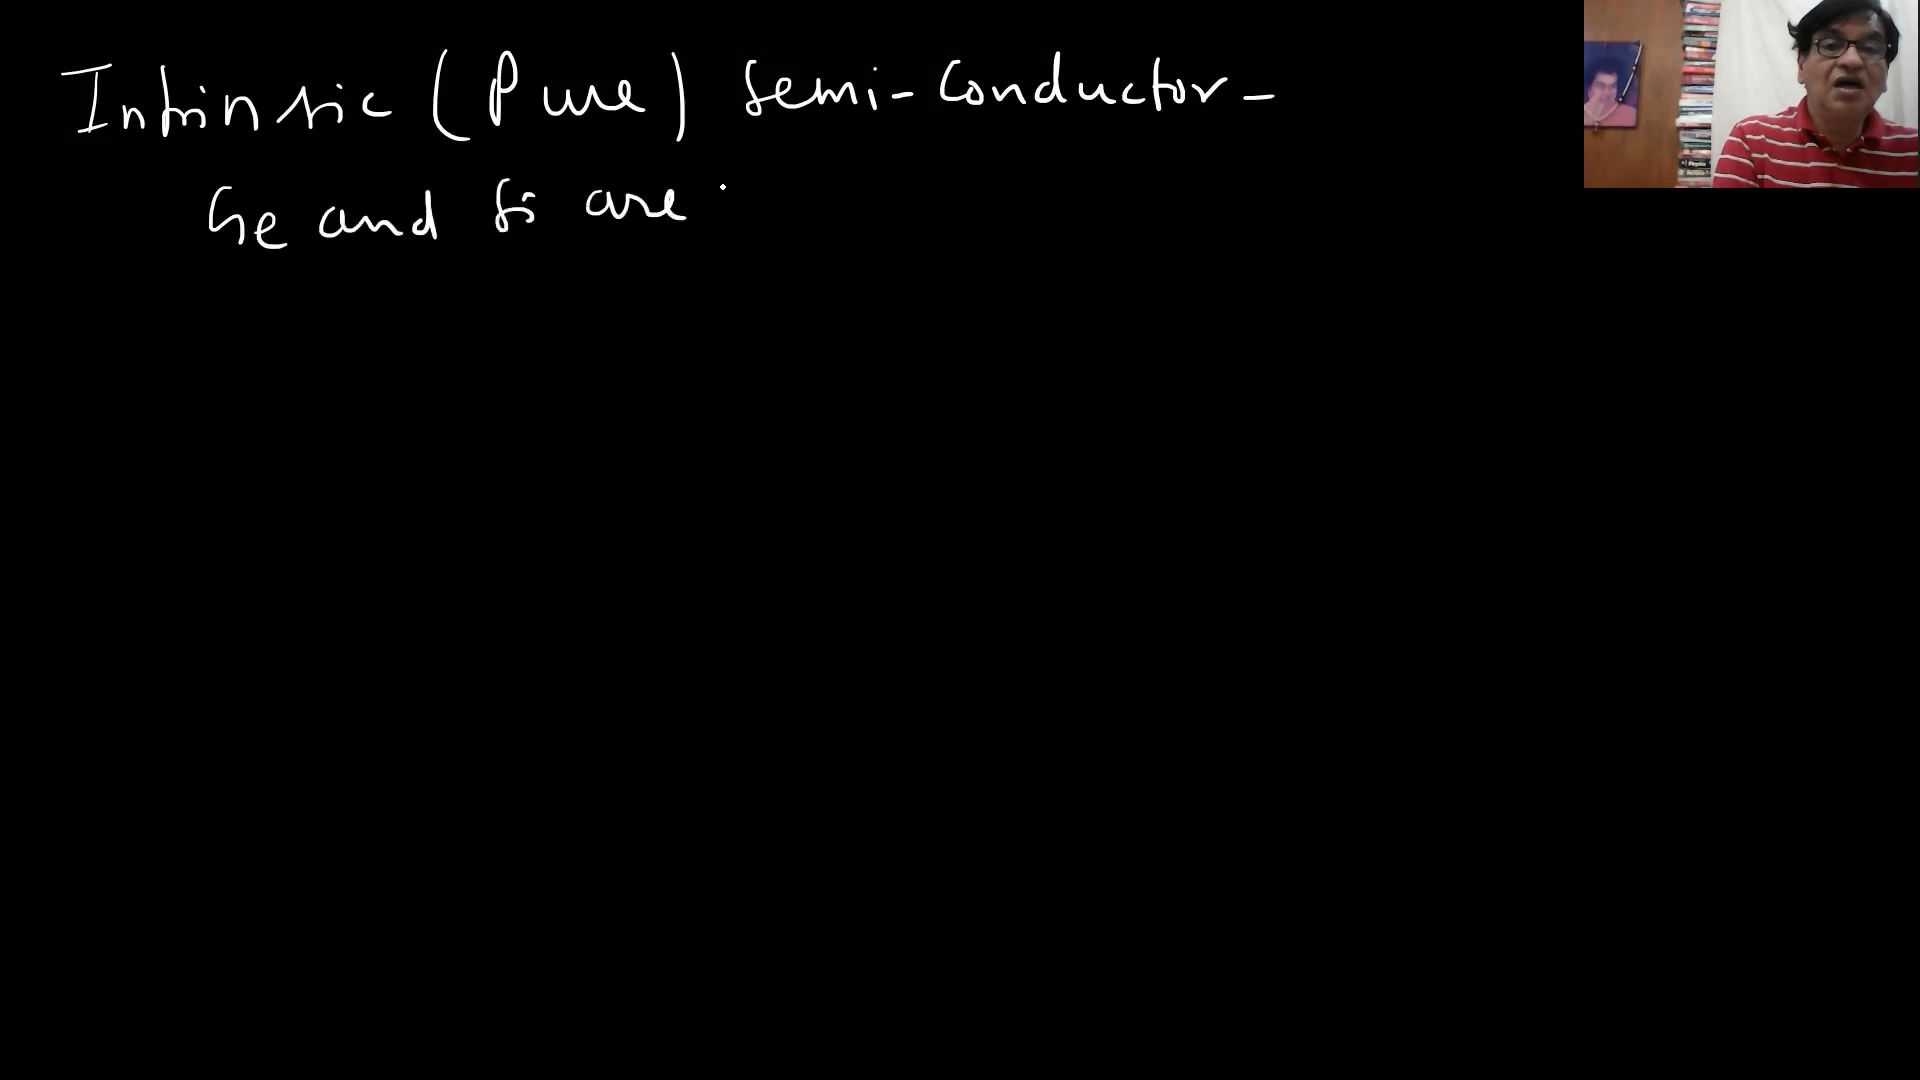 Intrinsic (Pure) Semi-Conductor -
Ge and Si are